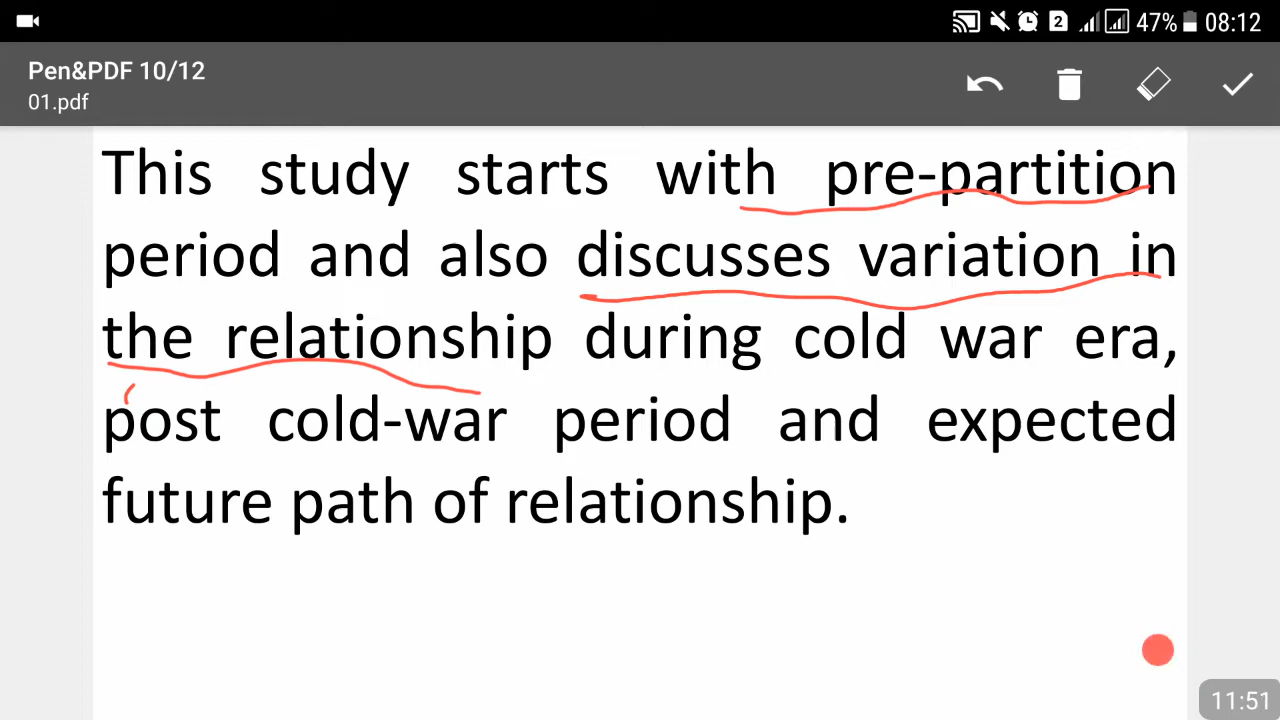 2 47% 08:12
Pen&PDF 10/12
01.pdf
This study starts with pre-partition
period and also discusses variation in
the relationship during cold war era,
post cold-war period and expected
future path of relationship.
11:51